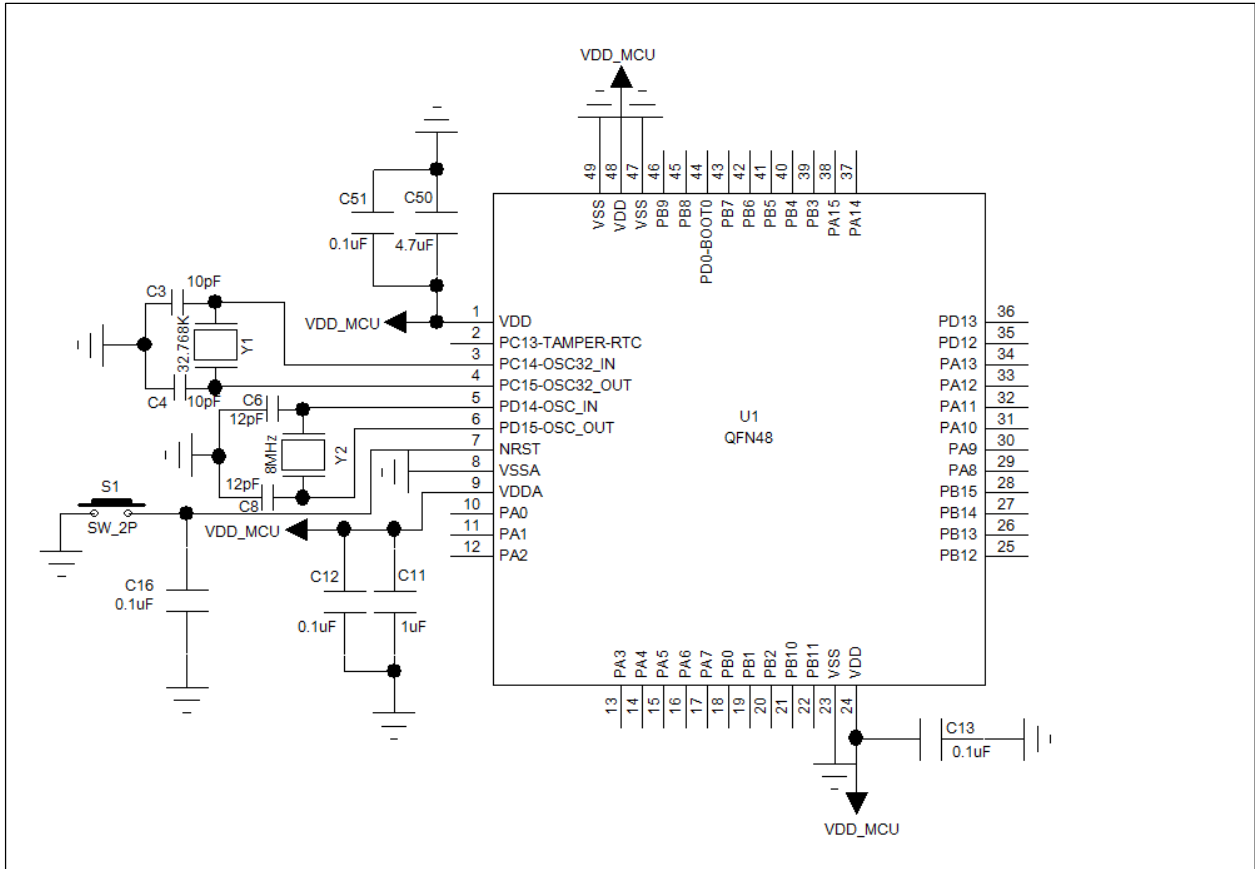 VDD_MCU
49
48
47
46
45
44
43
42
41
40
39
38
37
VSS
VDD
VSS
PB9
PB8
PD0-BOOT0
PB7
PB6
PB5
PB4
PB3
PA15
PA14
C51
0.1uF
C50
4.7uF
VDD_MCU
C3
10pF
32.768K
Y1
C4
10pF
C6
12pF
8MHz
Y2
12pF
C8
S1
SW_2P
VDD_MCU
C16
0.1uF
C12
0.1uF
C11
1uF
1 VDD
2 PC13-TAMPER-RTC
3 PC14-OSC32_IN
4 PC15-OSC32_OUT
5 PD14-OSC_IN
6 PD15-OSC_OUT
7 NRST
8 VSSA
9 VDDA
10 PA0
11 PA1
12 PA2
U1
QFN48
PD13 36
PD12 35
PA13 34
PA12 33
PA11 32
PA10 31
PA9 30
PA8 29
PB15 28
PB14 27
PB13 26
PB12 25
PA3
PA4
PA5
PA6
PA7
PB0
PB1
PB2
PB10
PB11
VSS
VDD
13
14
15
16
17
18
19
20
21
22
23
24
C13
0.1uF
VDD_MCU